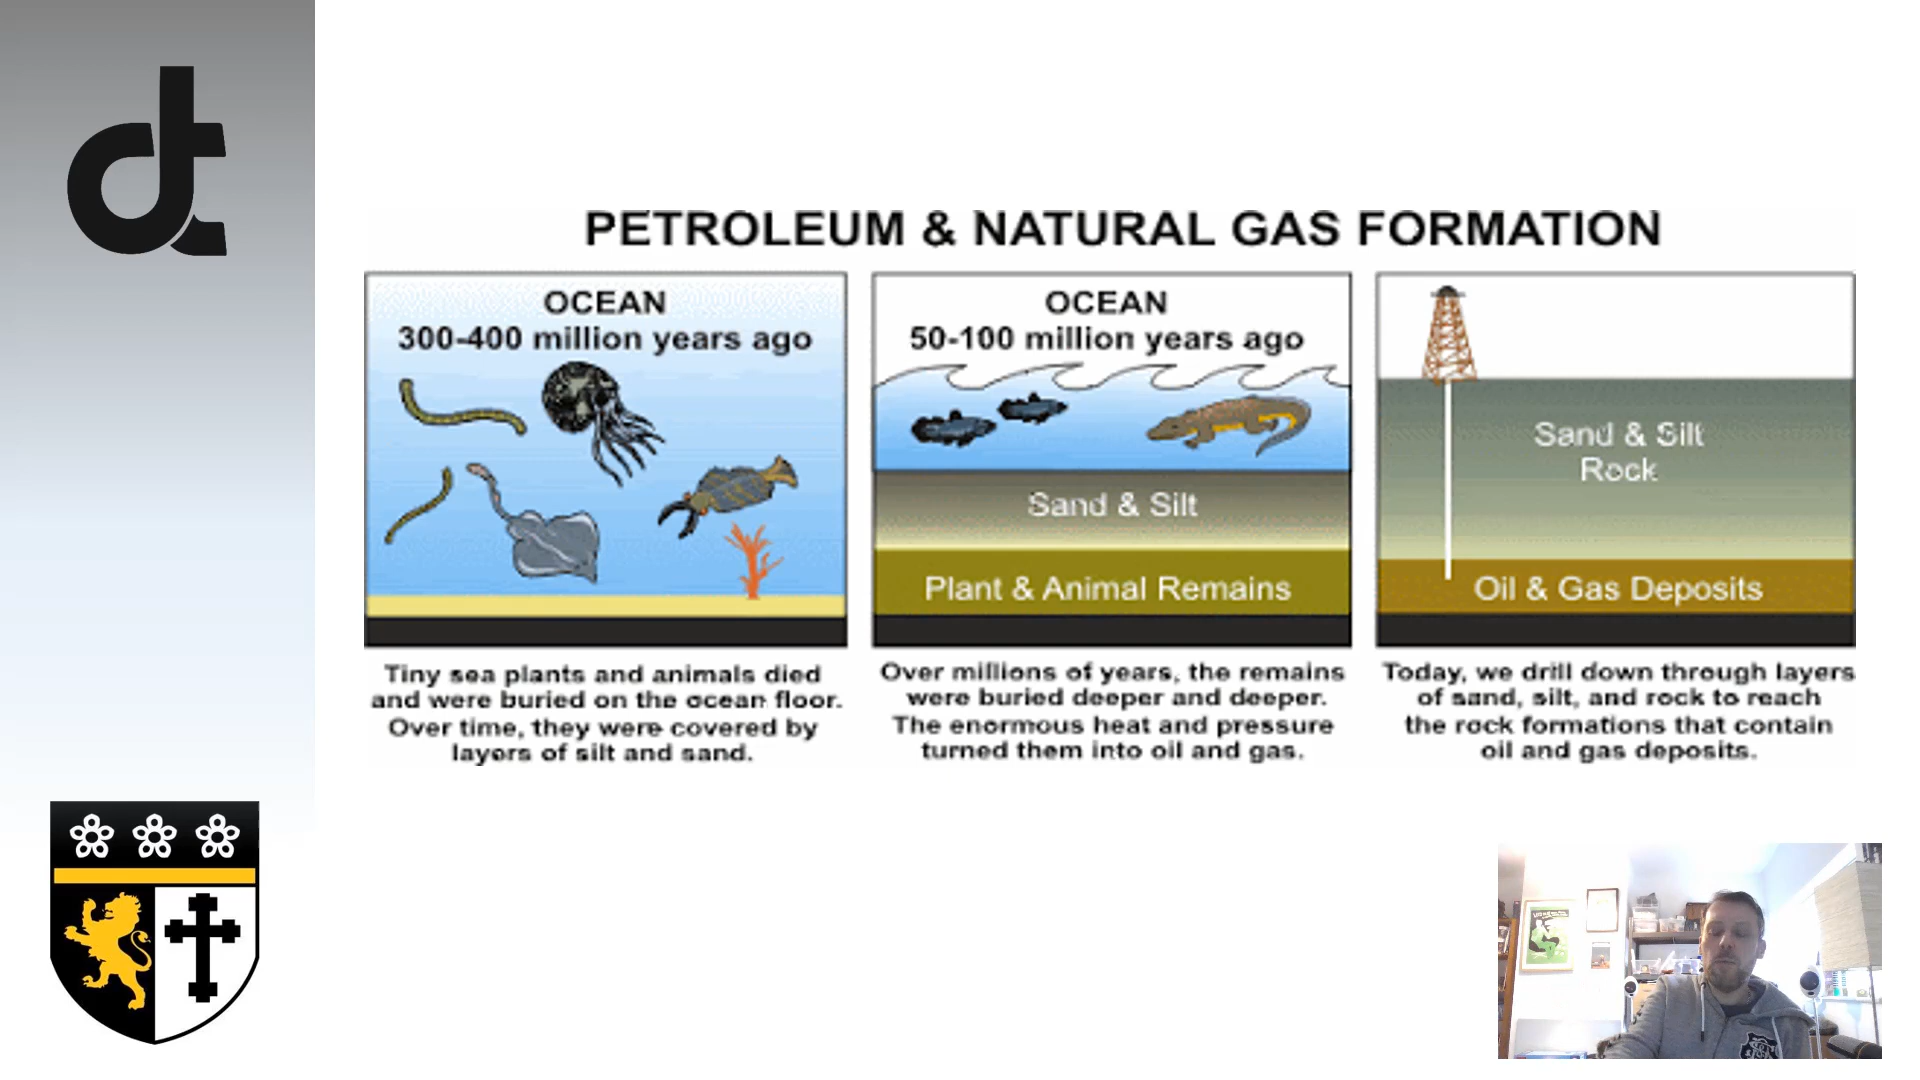 PETROLEUM & NATURAL GAS FORMATION
OCEAN
300-400 million years ago
Tiny sea plants and animals died
and were buried on the ocean floor.
Over time, they were covered by
layers of silt and sand.
OCEAN
50-100 million years ago
Sand & Silt
Plant & Animal Remains
Over millions of years, the remains
were buried deeper and deeper.
The enormous heat and pressure
turned them into oil and gas.
Sand & Silt
Rock
Oil & Gas Deposits
Today, we drill down through layers
of sand, silt, and rock to reach
the rock formations that contain
oil and gas deposits.
dt